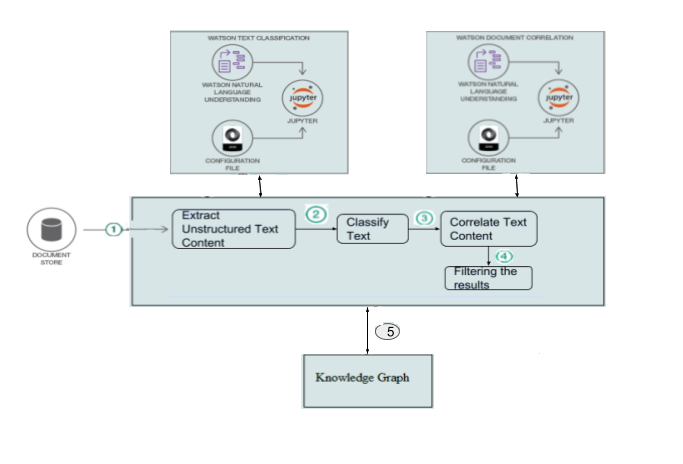 WATSON TEXT CLASSIFICATION
WATSON NATURAL
LANGUAGE
UNDERSTANDING
jupyter
JUPYTER
CONFIGURATION
FILE
WATSON DOCUMENT CORRELATION
WATSON NATURAL
LANGUAGE
UNDERSTANDING
jupyter
JUPYTER
CONFIGURATION
FILE
DOCUMENT
STORE
1
Extract
Unstructured Text
Content
2
Classify
Text
3
Correlate Text
Content
4
Filtering the
results
5
Knowledge Graph